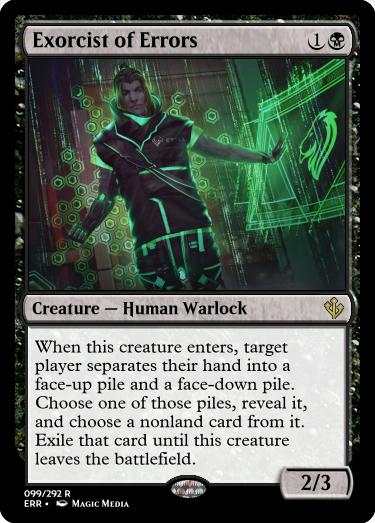 Exorcist of Errors 1
Creature — Human Warlock
When this creature enters, target
player separates their hand into a
face-up pile and a face-down pile.
Choose one of those piles, reveal it,
and choose a nonland card from it.
Exile that card until this creature
leaves the battlefield.
2/3
099/292 R
ERR • Magic Media